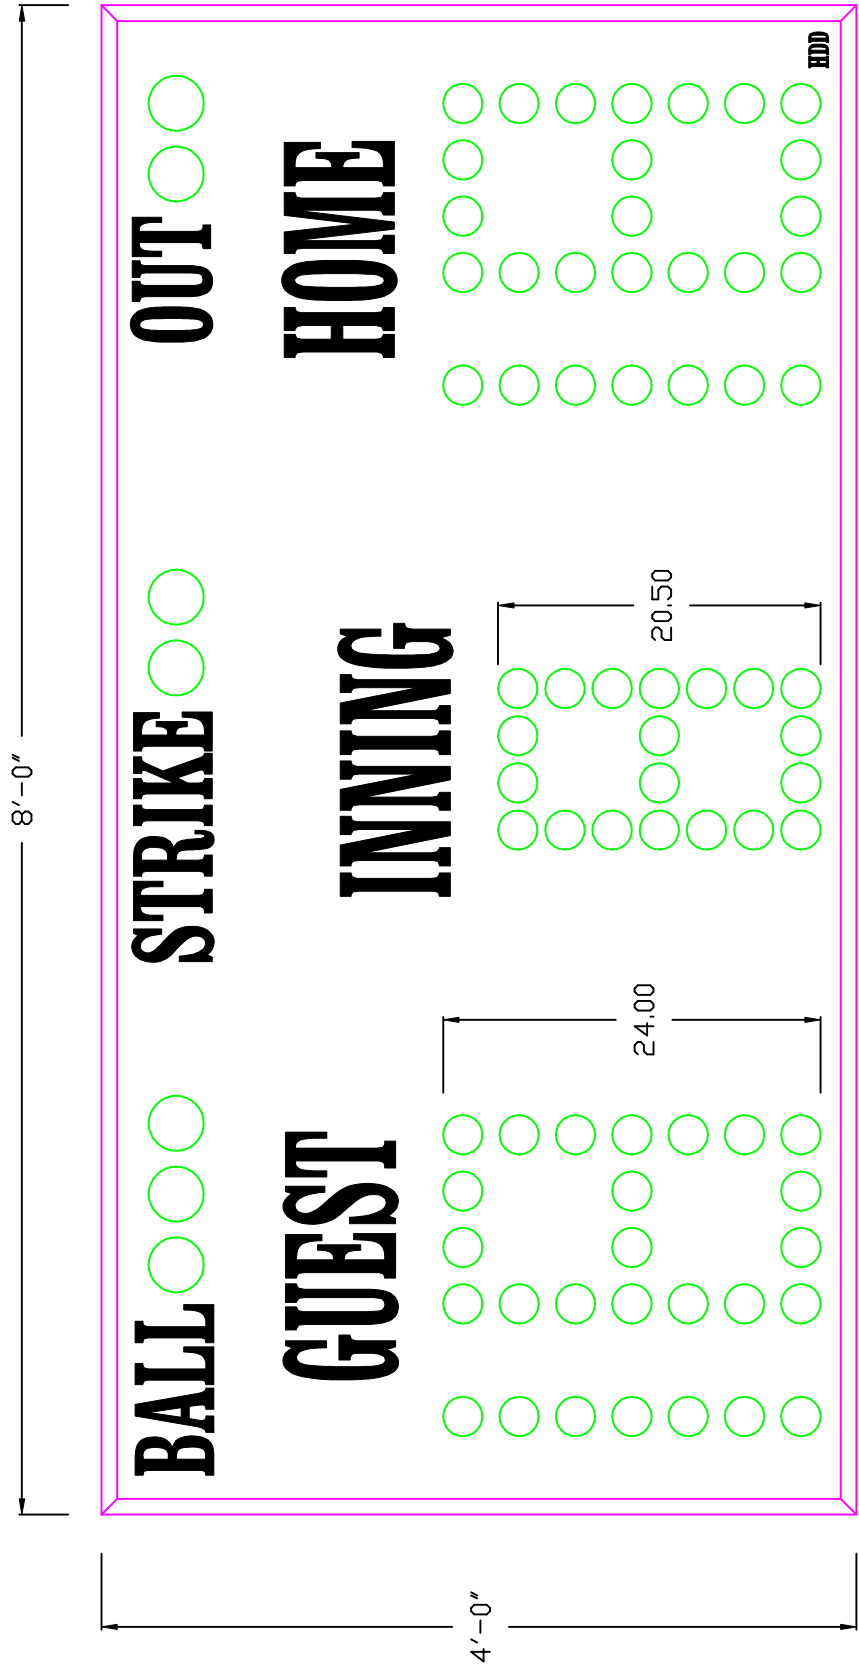 8'-0"
BALL STRIKE OUT
GUEST INNING HOME
24.00 20.50
4'-0"
HDD